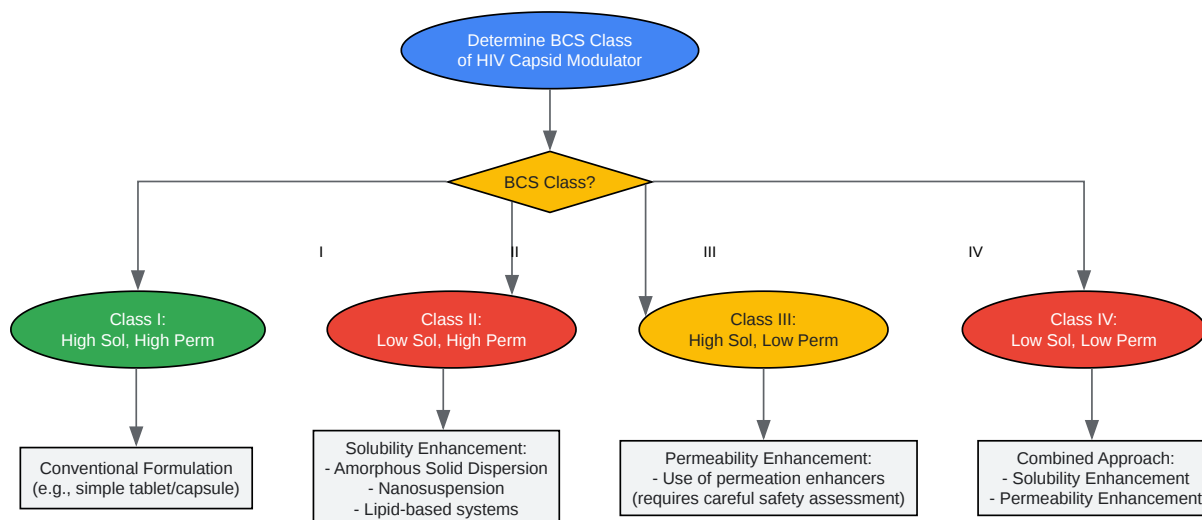 Determine BCS Class
of HIV Capsid Modulator
BCS Class?
I
II
III
IV
Class I:
High Sol, High Perm
Class II:
Low Sol, High Perm
Class III:
High Sol, Low Perm
Class IV:
Low Sol, Low Perm
Conventional Formulation
(e.g., simple tablet/capsule)
Solubility Enhancement:
- Amorphous Solid Dispersion
- Nanosuspension
- Lipid-based systems
Permeability Enhancement:
- Use of permeation enhancers
(requires careful safety assessment)
Combined Approach:
- Solubility Enhancement
- Permeability Enhancement